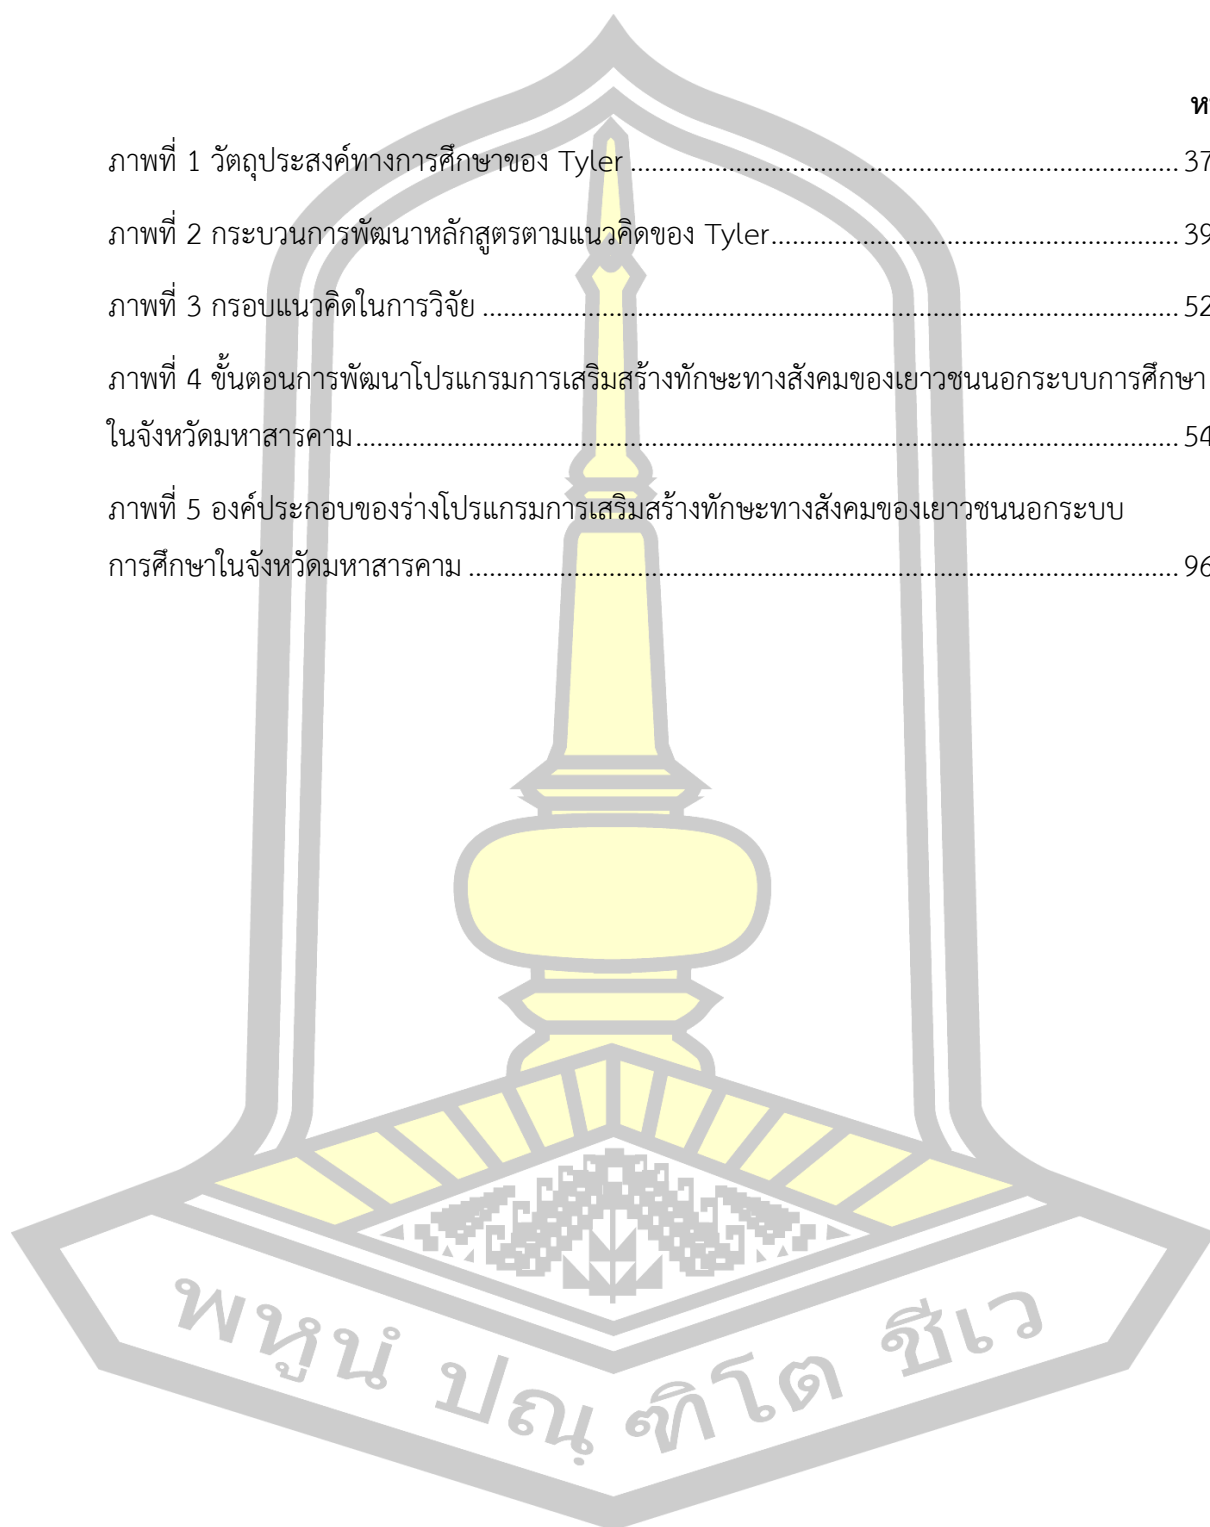 ภาพที่ 1 วัตถุประสงค์ทางการศึกษาของ Tyler ........................................................................ 37
ภาพที่ 2 กระบวนการพัฒนาหลักสูตรตามแนวคิดของ Tyler...................................................... 39
ภาพที่ 3 กรอบแนวคิดในการวิจัย ............................................................................................ 52
ภาพที่ 4 ขั้นตอนการพัฒนาโปรแกรมการเสริมสร้างทักษะทางสังคมของเยาวชนนอกระบบการศึกษา
ในจังหวัดมหาสารคาม............................................................................................................. 54
ภาพที่ 5 องค์ประกอบของร่างโปรแกรมการเสริมสร้างทักษะทางสังคมของเยาวชนนอกระบบ
การศึกษาในจังหวัดมหาสารคาม .............................................................................................. 96
พหูนํ ปณฺฑิโต ชีเว